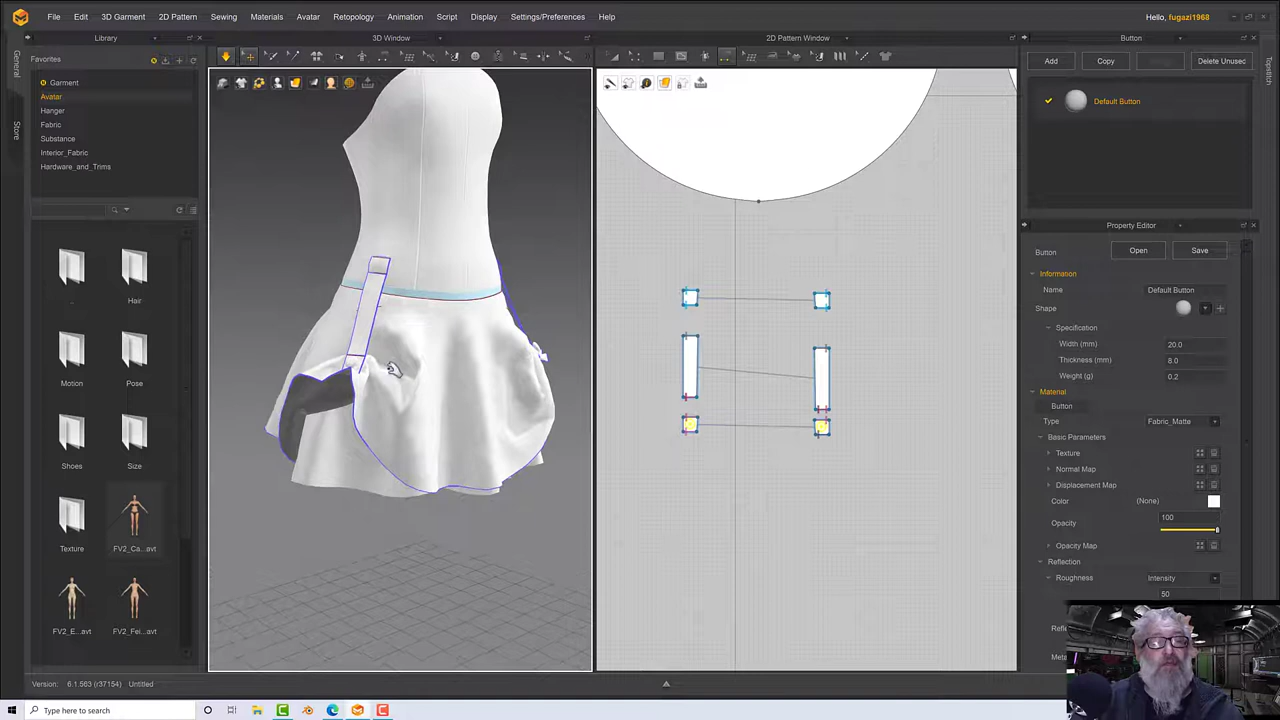 File Edit 3D Garment 2D Pattern Sewing Materials Avatar Retopology Animation Script Display Settings/Preferences Help Hello, fugazi1968
Library 3D Window 2D Pattern Window Button
General
Store
Topstitch
Favorites
Garment
Avatar
Hanger
Fabric
Substance
Interior_Fabric
Hardware_and_Trims
..
Hair
Motion Pose
Shoes Size
Texture FV2_Ca...avt
FV2_E...avt FV2_Fei...avt
Add Copy Delete Unused
Default Button
Property Editor
Button Open Save
Information
Name Default Button
Shape
Specification
Width (mm) 20.0
Thickness (mm) 8.0
Weight (g) 0.2
Material
Button
Type Fabric_Matte
Basic Parameters
Texture
Normal Map
Displacement Map
Color (None)
Opacity 100
Opacity Map
Reflection
Roughness Intensity
50
Version: 6.1.563 (r37154) Untitled
Type here to search